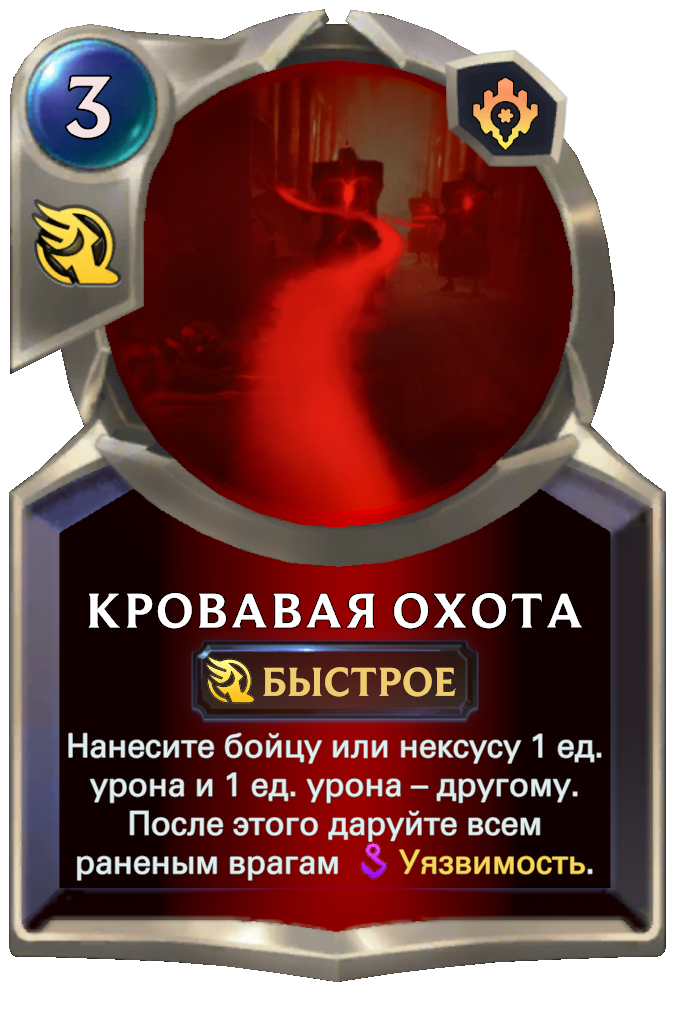 3
КРОВАВАЯ ОХОТА
БЫСТРОЕ
Нанесите бойцу или нексусу 1 ед.
урона и 1 ед. урона – другому.
После этого даруйте всем
раненым врагам Уязвимость.